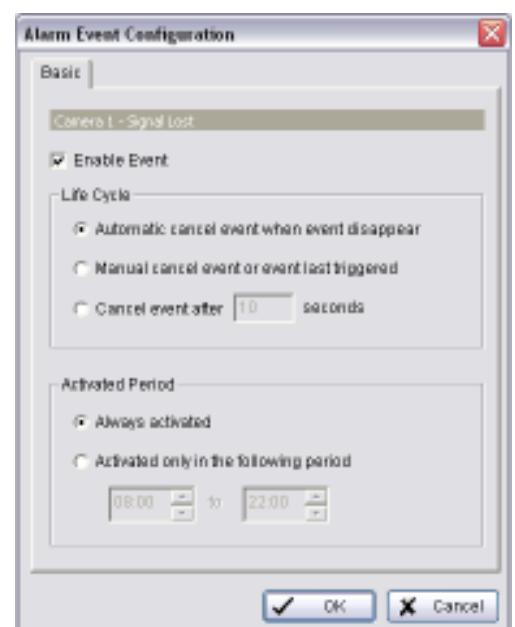 Alarm Event Configuration
Basic
Camera 1 - Signal Lost
Enable Event
Life Cycle
Automatic cancel event when event disappear
Manual cancel event or event last triggered
Cancel event after 10 seconds
Activated Period
Always activated
Activated only in the following period
08:00 to 22:00
OK Cancel